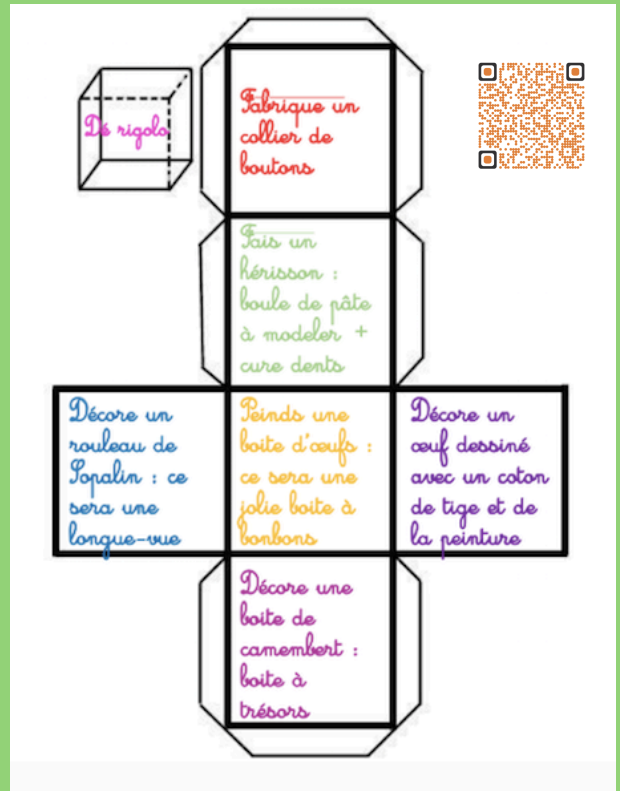 Dé rigolo
Fabrique un
collier de
boutons
Fais un
hérisson :
boule de pâte
à modeler +
cure dents
Décore un
rouleau de
Sopalin : ce
sera une
longue-vue
Peinds une
boite d'œufs :
ce sera une
jolie boite à
bonbons
Décore un
œuf dessiné
avec un coton
de tige et de
la peinture
Décore une
boite de
camembert :
boite à
trésors